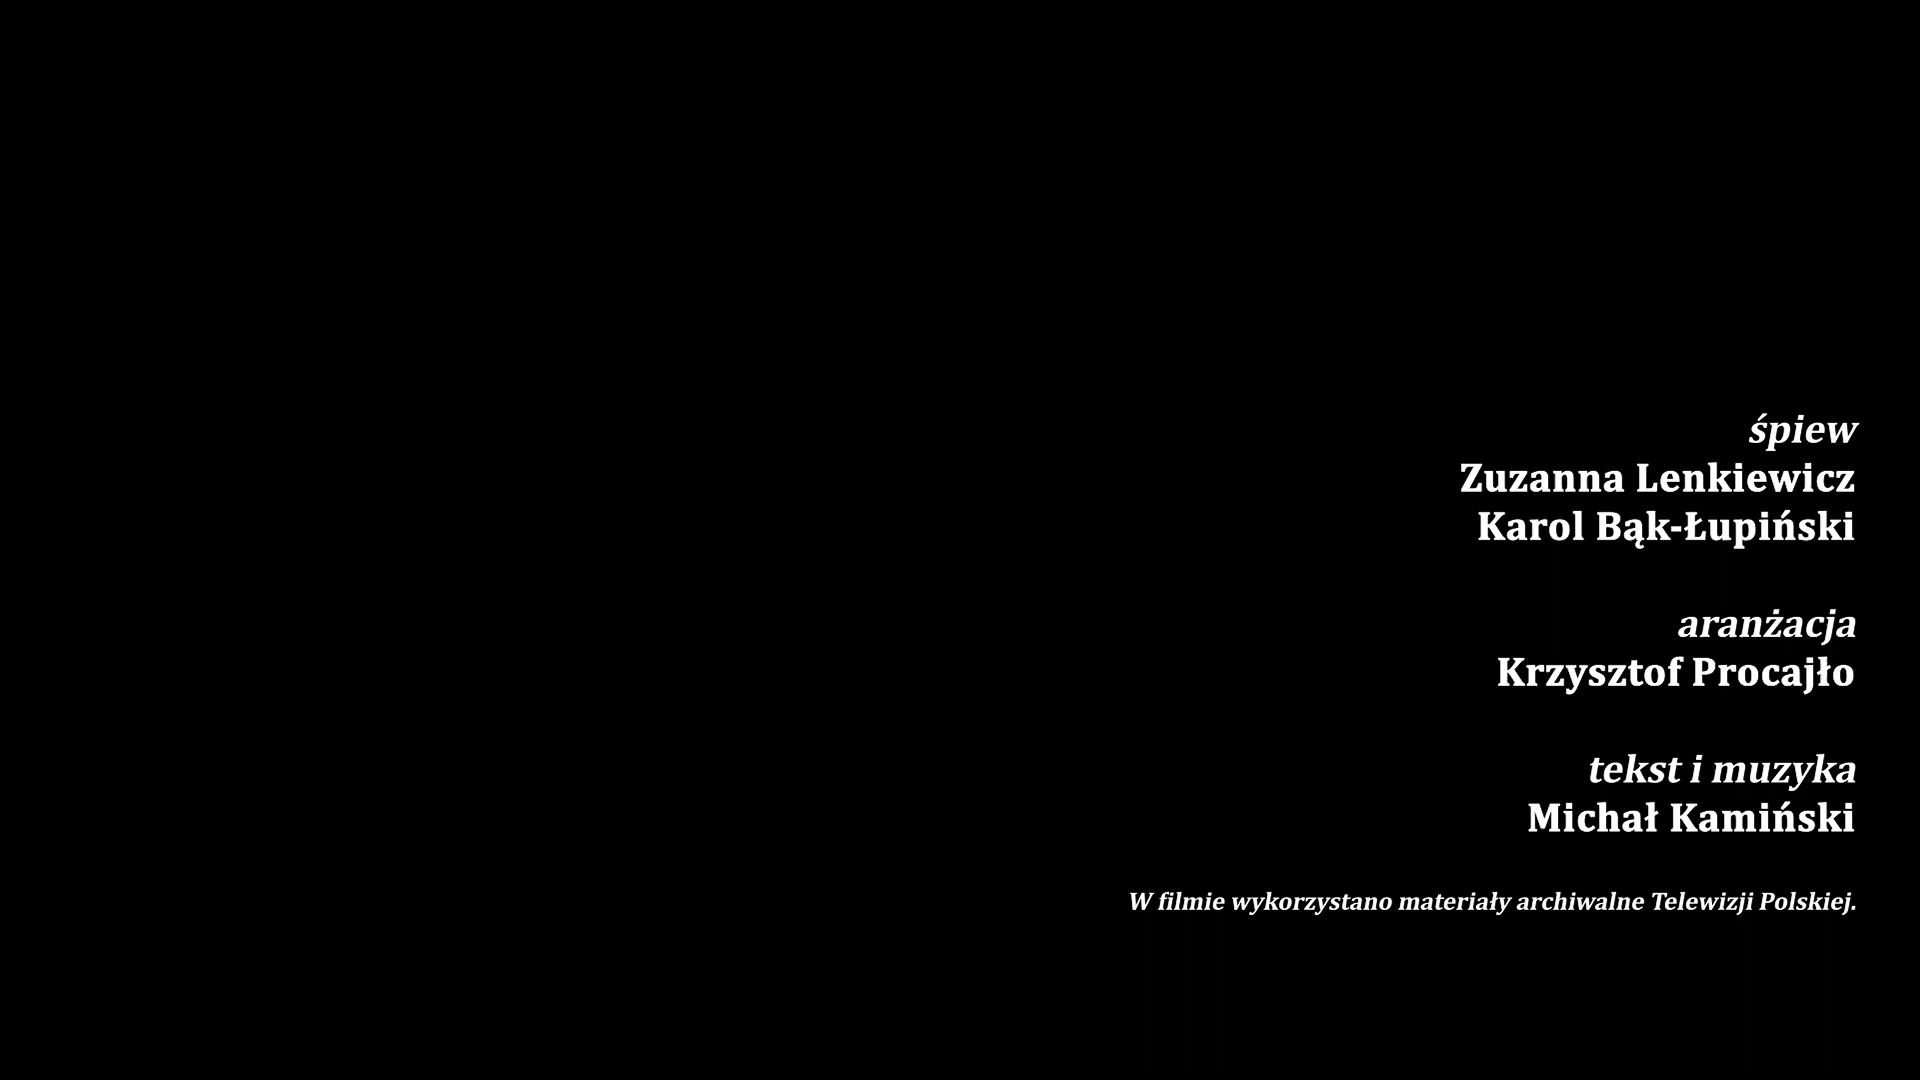 śpiew
Zuzanna Lenkiewicz
Karol Bąk-Łupiński
aranżacja
Krzysztof Procajło
tekst i muzyka
Michał Kamiński
W filmie wykorzystano materiały archiwalne Telewizji Polskiej.